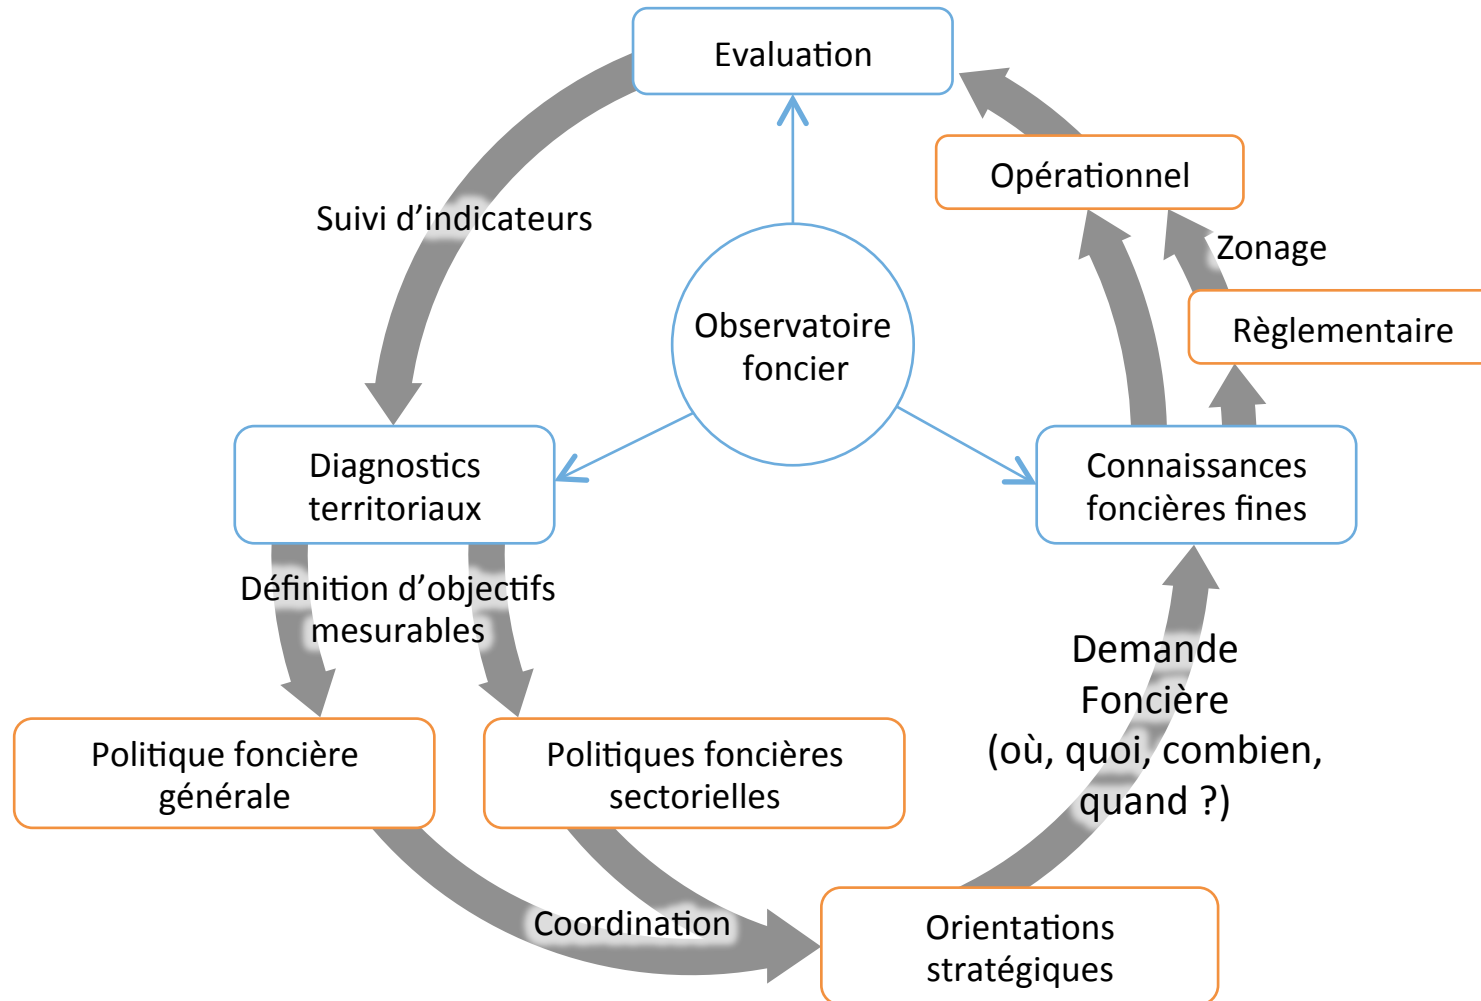 Evaluation
Opérationnel
Suivi d’indicateurs
Zonage
Observatoire
foncier
Règlementaire
Diagnostics
territoriaux
Connaissances
foncières fines
Définition d’objectifs
mesurables
Demande
Foncière
(où, quoi, combien,
quand ?)
Politique foncière
générale
Politiques foncières
sectorielles
Coordination
Orientations
stratégiques